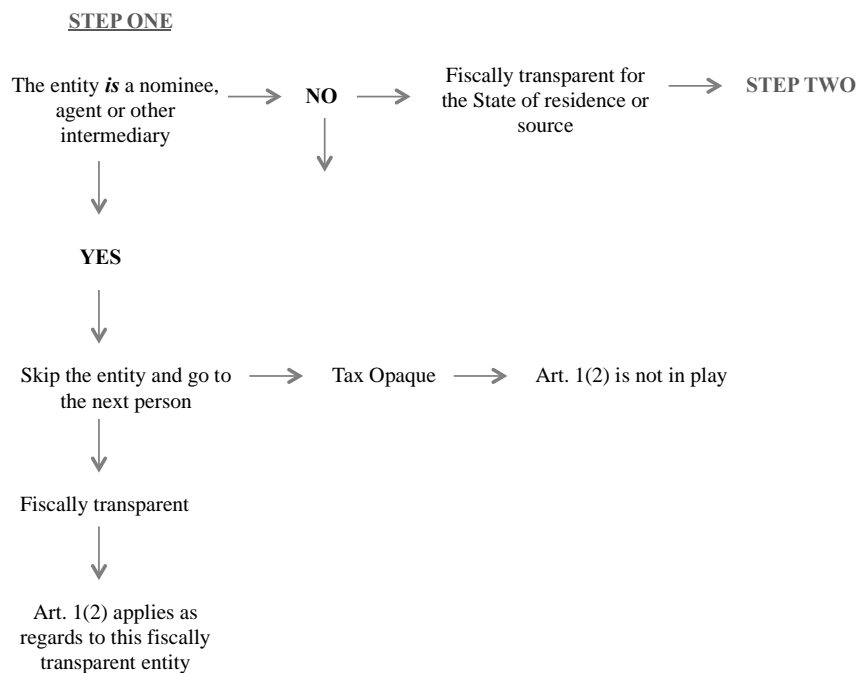 STEP ONE
The entity is a nominee,
agent or other
intermediary
NO
Fiscally transparent for
the State of residence or
source
STEP TWO
YES
Skip the entity and go to
the next person
Tax Opaque
Art. 1(2) is not in play
Fiscally transparent
Art. 1(2) applies as
regards to this fiscally
transparent entity